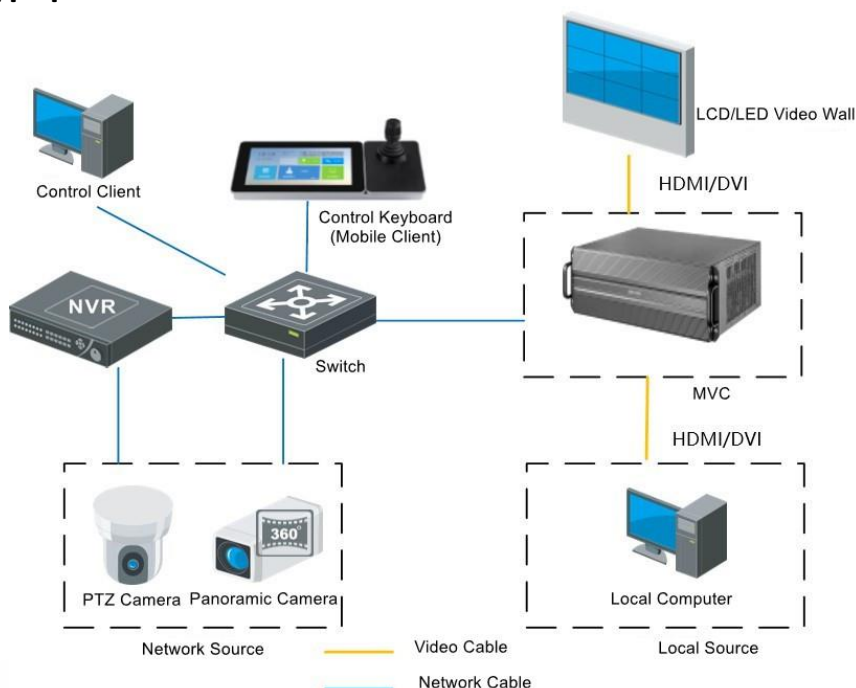 LCD/LED Video Wall
Control Client
Control Keyboard
(Mobile Client)
HDMI/DVI
NVR
Switch
MVC
HDMI/DVI
360°
PTZ Camera
Panoramic Camera
Local Computer
Network Source
Video Cable
Local Source
Network Cable